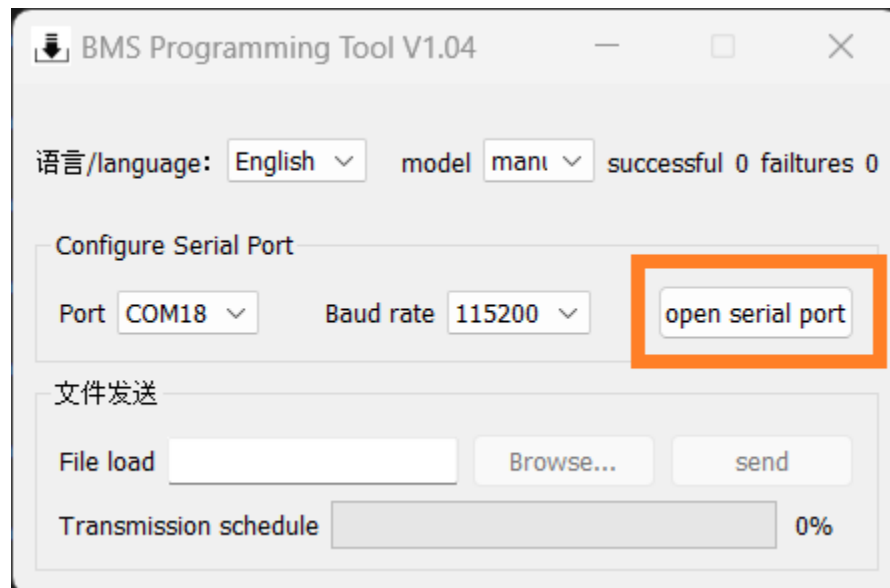 BMS Programming Tool V1.04
语言/language: English model manu successful 0 failtures 0
Configure Serial Port
Port COM18 Baud rate 115200 open serial port
文件发送
File load Browse... send
Transmission schedule 0%